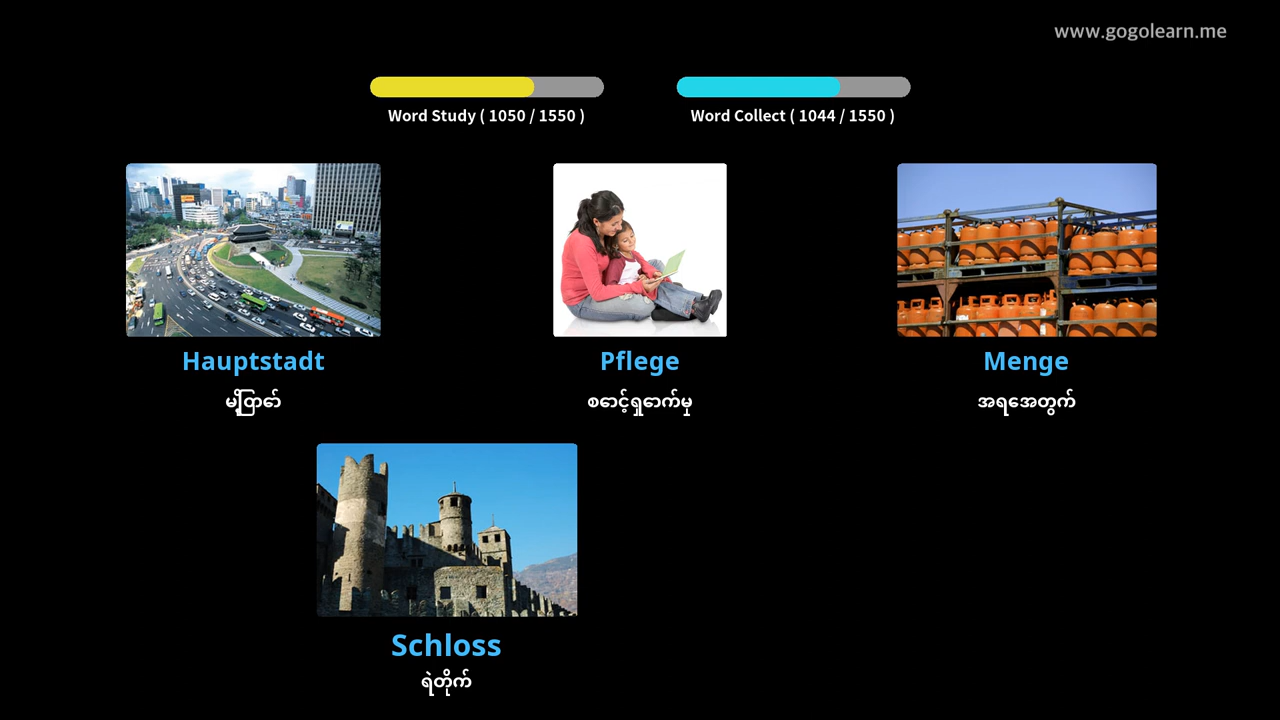 www.gogolearn.me
Word Study ( 1050 / 1550 )
Word Collect ( 1044 / 1550 )
Hauptstadt
Pflege
Menge
မြို့တော်
စောင့်ရှောက်မှု
အရေအတွက်
Schloss
ရဲတိုက်